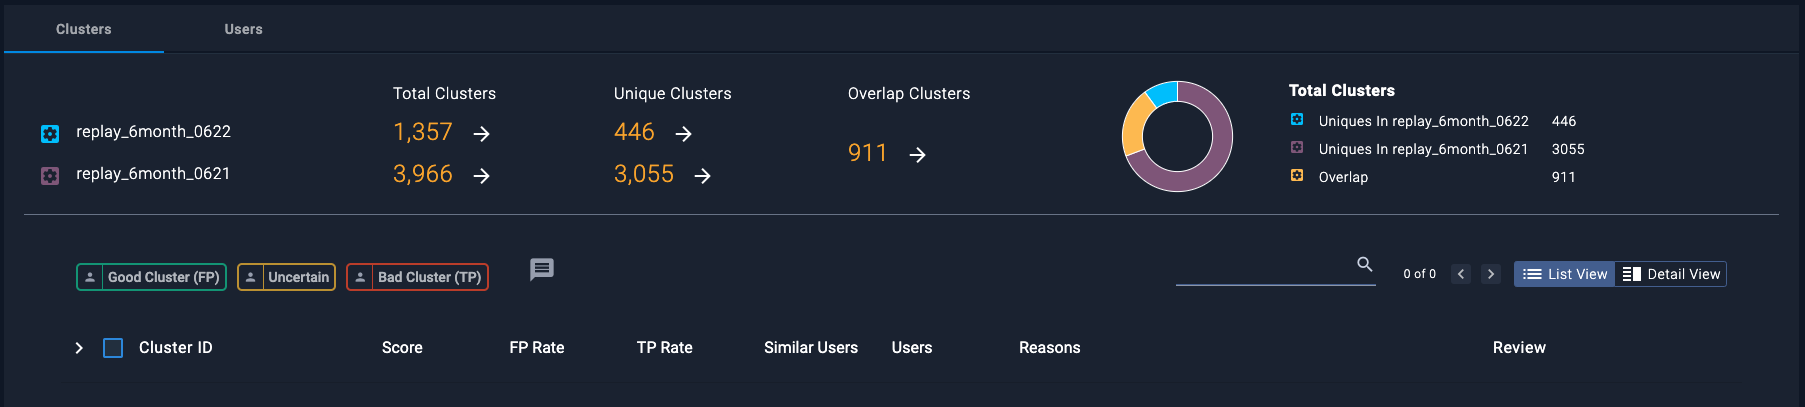 Clusters Users
Total Clusters Unique Clusters Overlap Clusters
replay_6month_0622 1,357 446
911
replay_6month_0621 3,966 3,055
Total Clusters
Uniques In replay_6month_0622 446
Uniques In replay_6month_0621 3055
Overlap 911
Good Cluster (FP) Uncertain Bad Cluster (TP) 0 of 0 List View Detail View
Cluster ID Score FP Rate TP Rate Similar Users Users Reasons Review